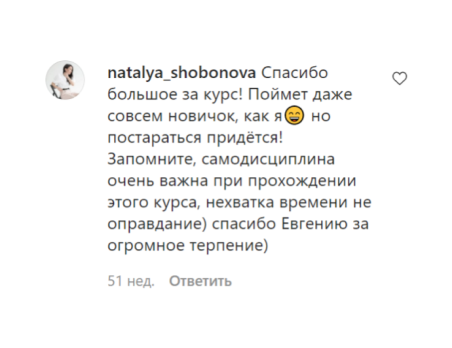 natalya_shobonova Спасибо
большое за курс! Поймет даже
совсем новичок, как я😄 но
постараться придётся!
Запомните, самодисциплина
очень важна при прохождении
этого курса, нехватка времени не
оправдание) спасибо Евгению за
огромное терпение)
51 нед. Ответить